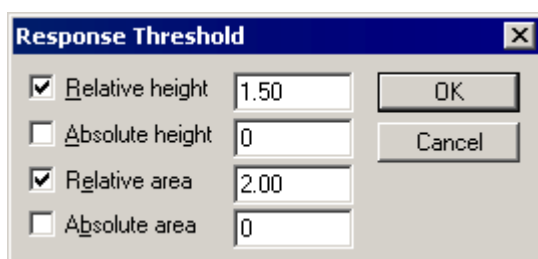 Response Threshold
Relative height 1.50 OK
Absolute height 0 Cancel
Relative area 2.00
Absolute area 0